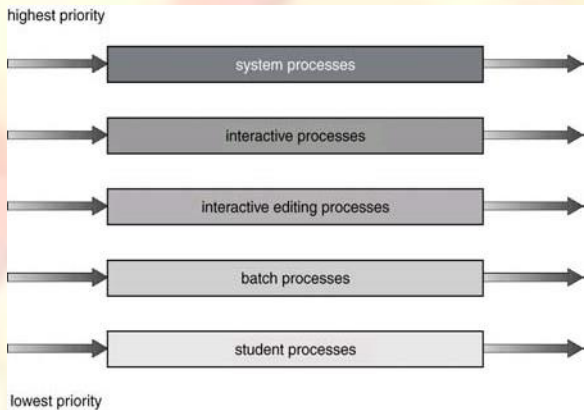 highest priority
system processes
interactive processes
interactive editing processes
batch processes
student processes
lowest priority